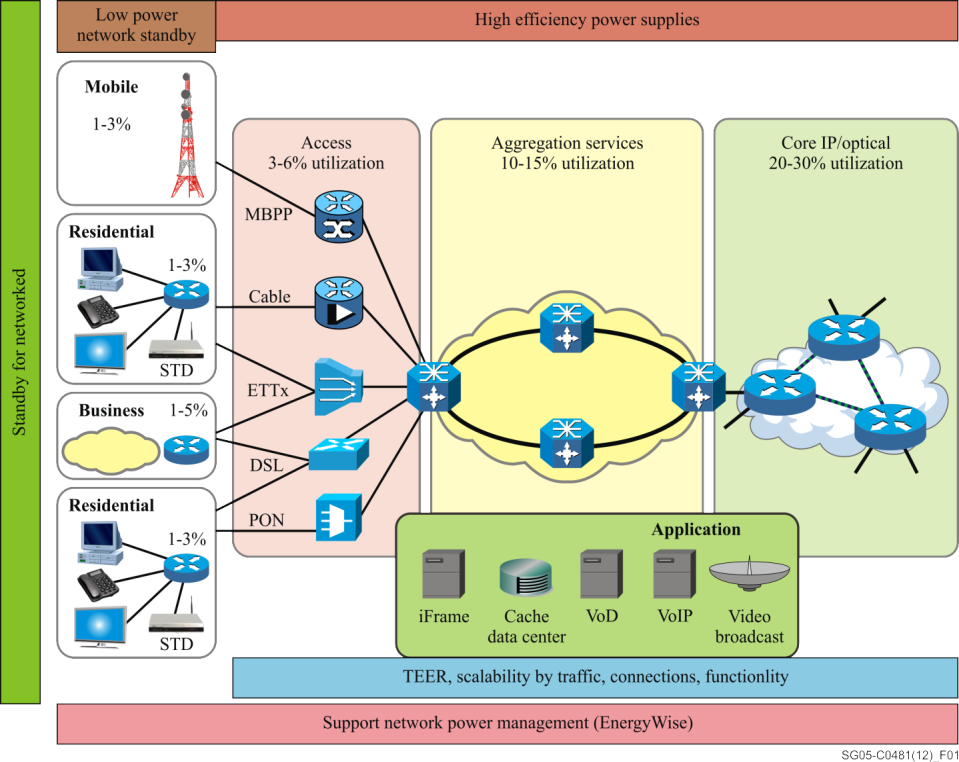 Low power
network standby
High efficiency power supplies
Standby for networked
Mobile
1-3%
Access
3-6% utilization
Aggregation services
10-15% utilization
Core IP/optical
20-30% utilization
MBPP
Residential
1-3%
STD
Cable
ETTx
Business
1-5%
DSL
Residential
1-3%
STD
PON
Application
iFrame
Cache
data center
VoD
VoIP
Video
broadcast
TEER, scalability by traffic, connections, functionlity
Support network power management (EnergyWise)
SG05-C0481(12)_F01